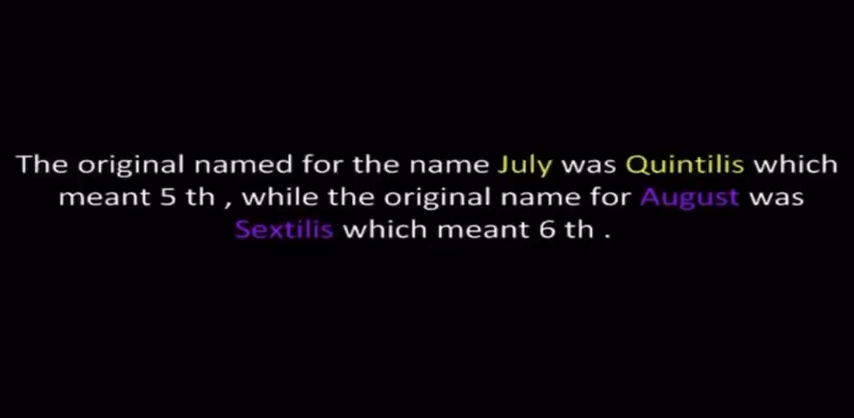 The original named for the name July was Quintilis which
meant 5 th , while the original name for August was
Sextilis which meant 6 th .